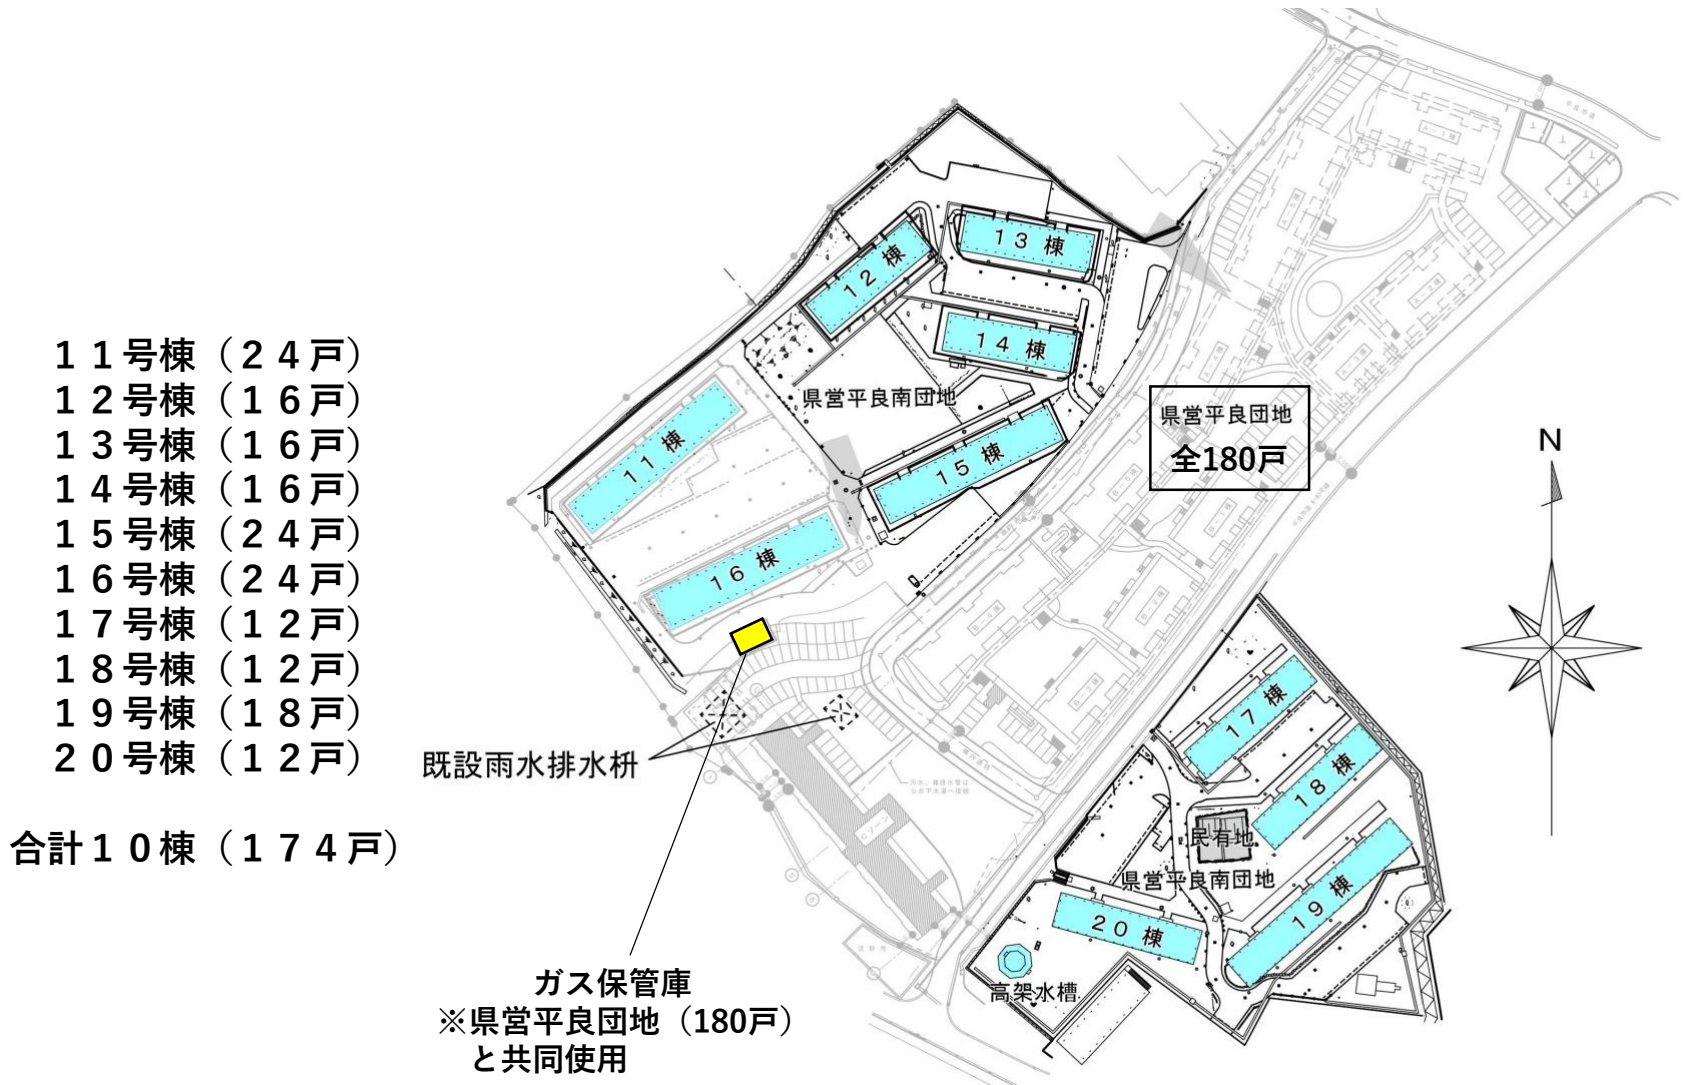 １１号棟（２４戸）
１２号棟（１６戸）
１３号棟（１６戸）
１４号棟（１６戸）
１５号棟（２４戸）
１６号棟（２４戸）
１７号棟（１２戸）
１８号棟（１２戸）
１９号棟（１８戸）
２０号棟（１２戸）
合計１０棟（１７４戸）
１３ 棟
１２ 棟
１４ 棟
県営平良南団地
１１ 棟
１５ 棟
１６ 棟
県営平良団地
全180戸
N
既設雨水排水枡
１７ 棟
１８ 棟
民有地
県営平良南団地
１９ 棟
２０ 棟
高架水槽
ガス保管庫
※県営平良団地（180戸）
と共同使用